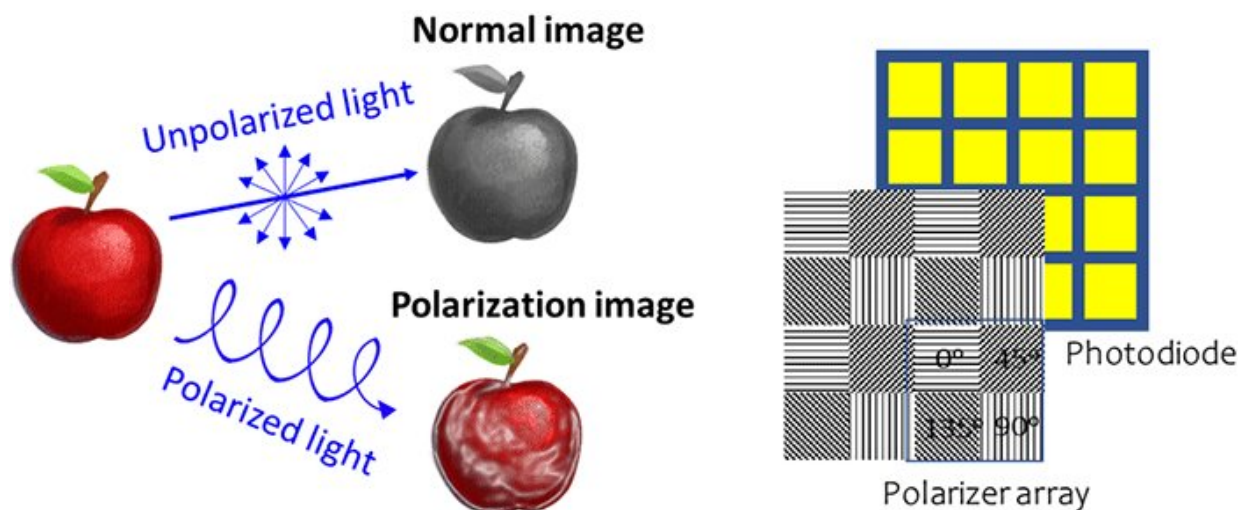 Normal image
Unpolarized light
Polarization image
Polarized light
0° 45°
135° 90°
Photodiode
Polarizer array